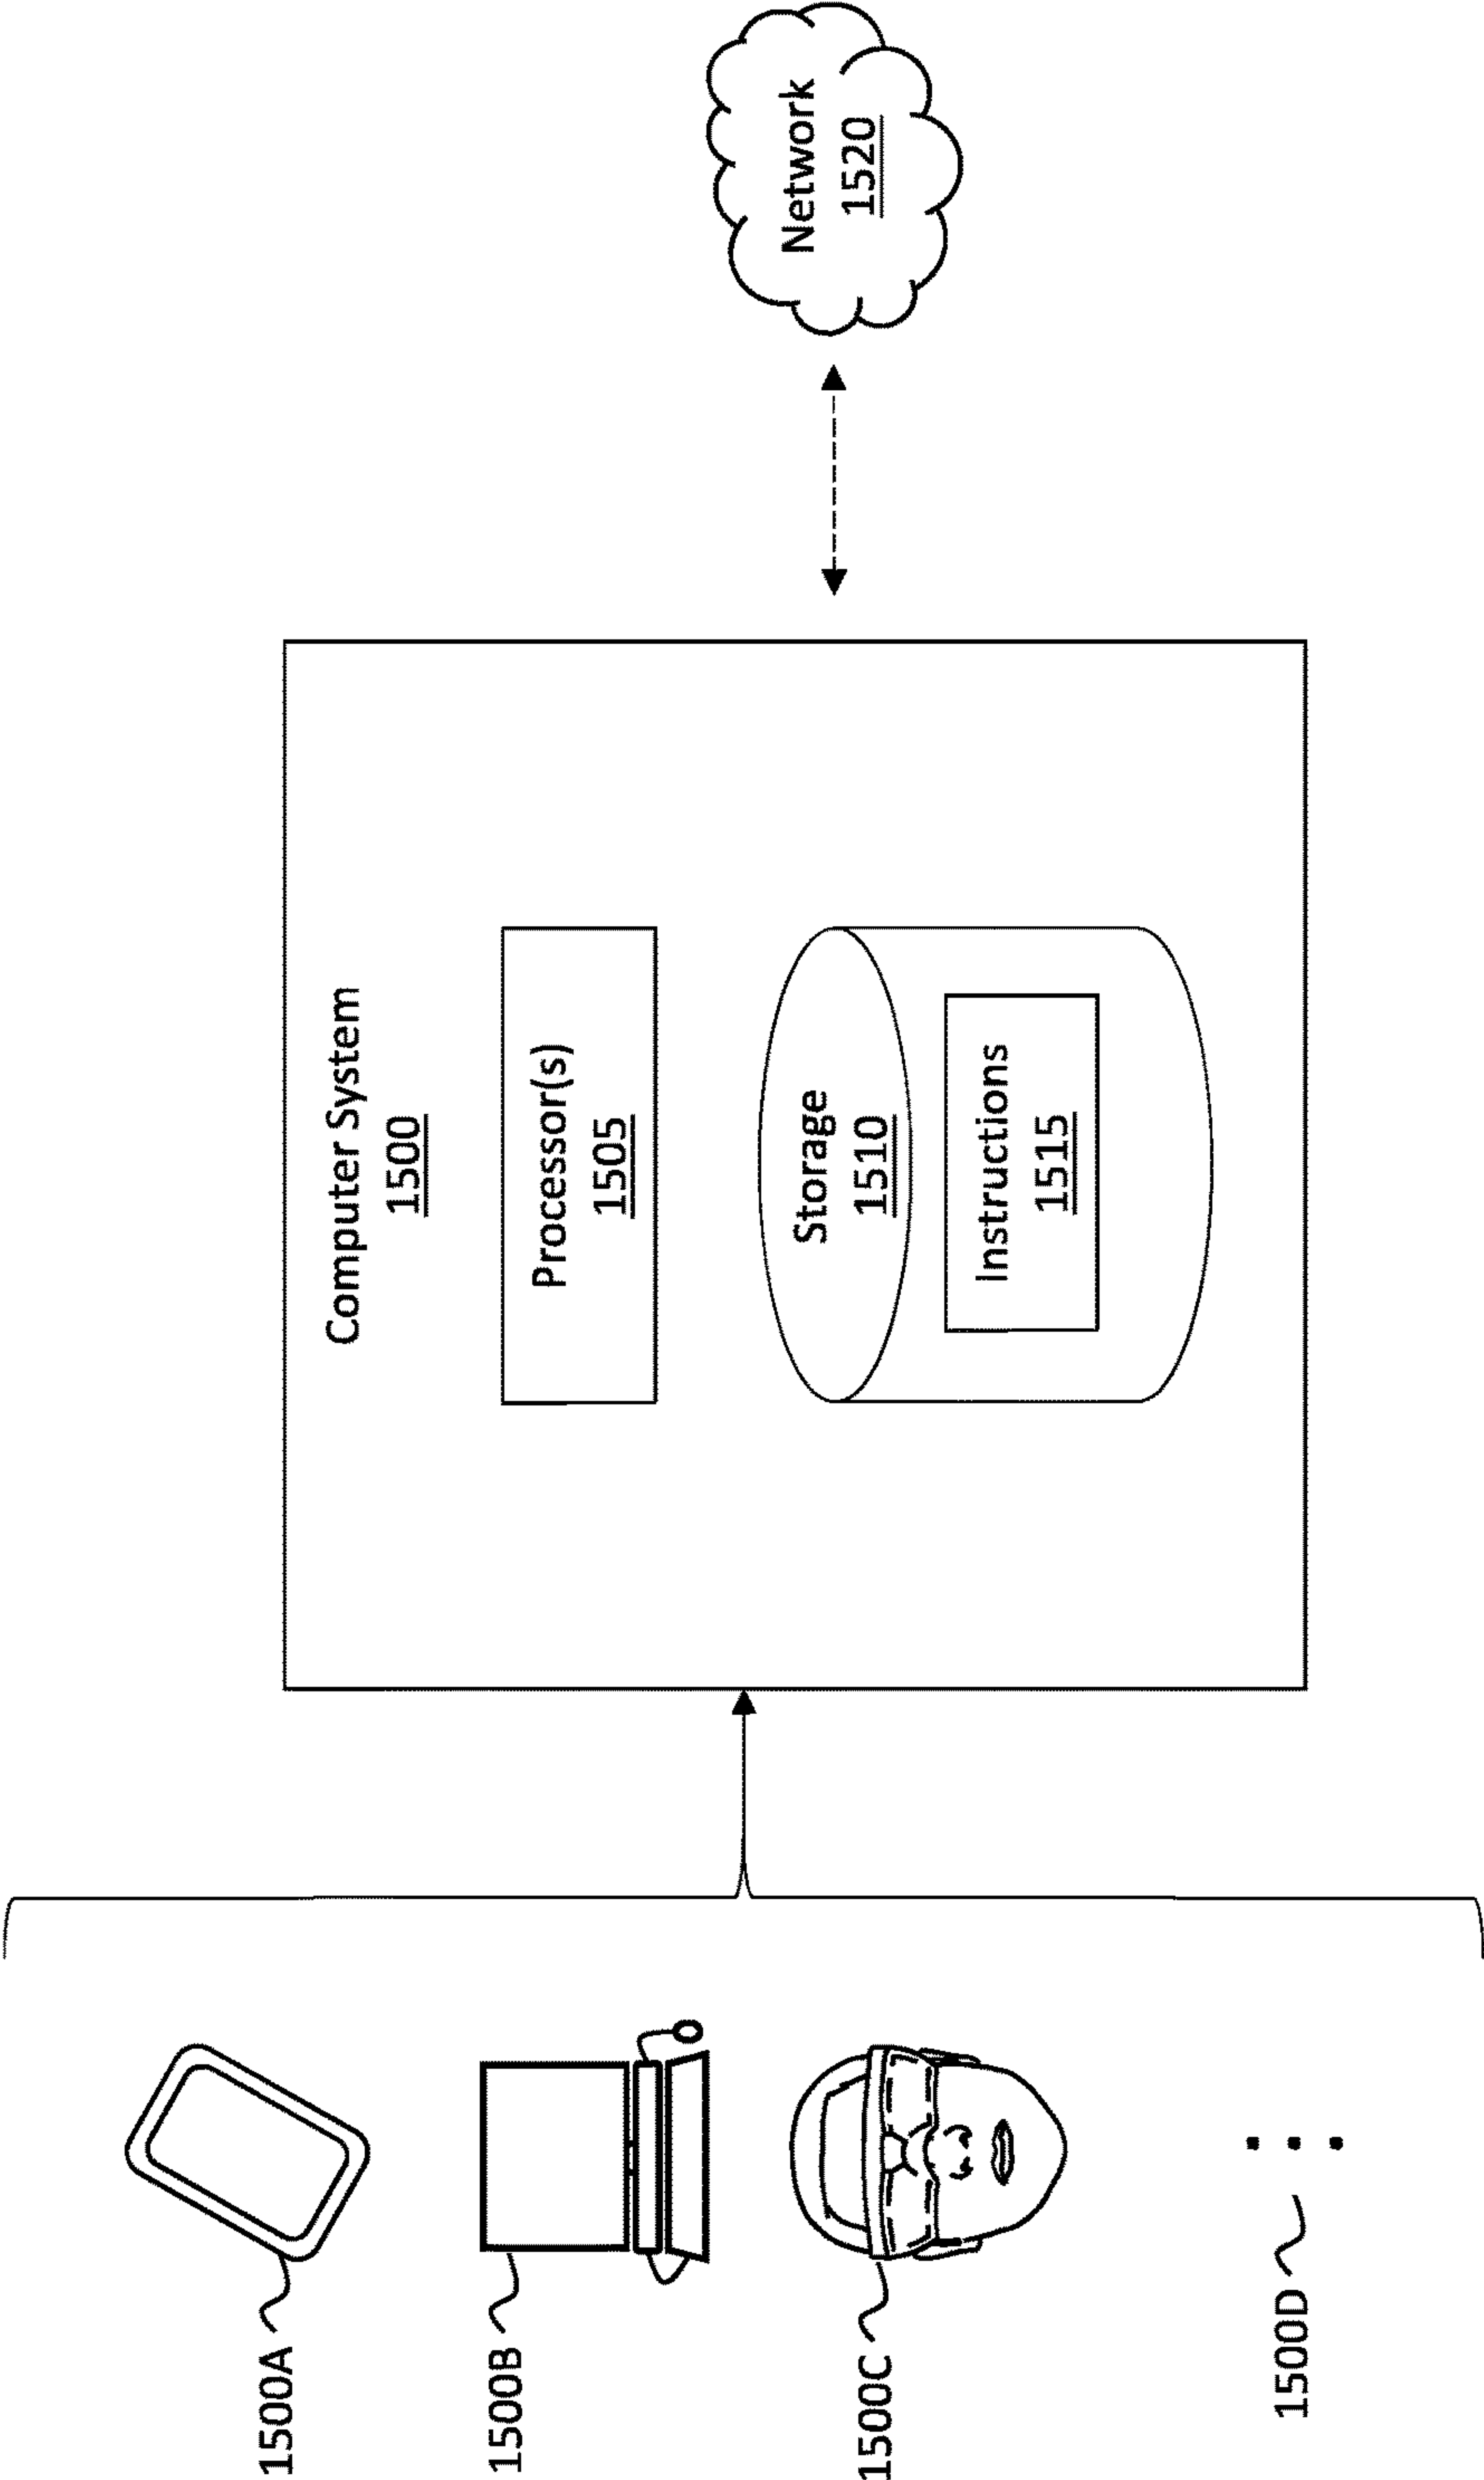 1500A
1500B
1500C
1500D
Computer System
1500
Processor(s)
1505
Storage
1510
Instructions
1515
Network
1520